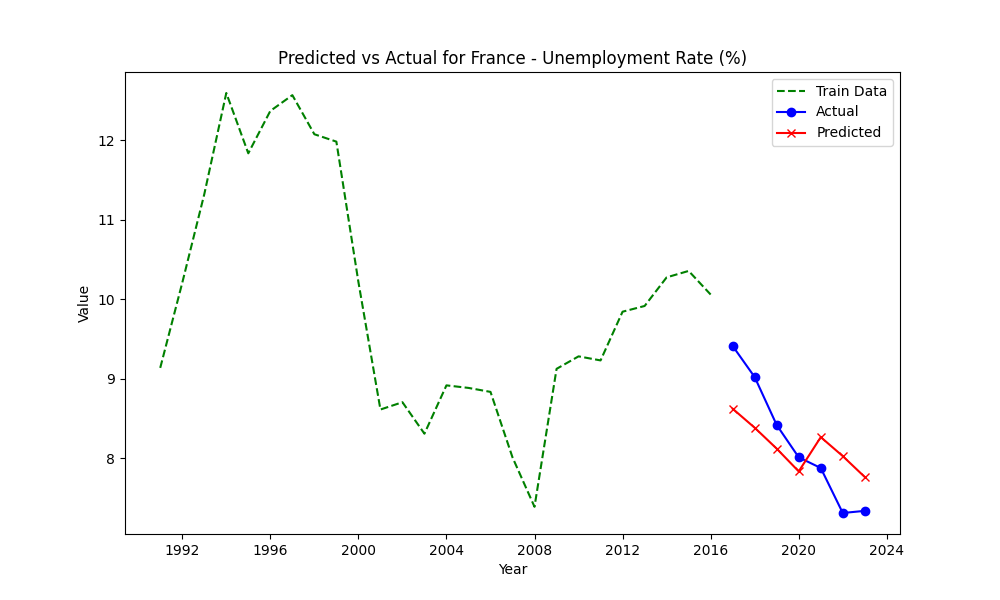 Predicted vs Actual for France - Unemployment Rate (%)
Train Data
Actual
Predicted
12
11
10
9
8
Value
1992
1996
2000
2004
2008
2012
2016
2020
2024
Year